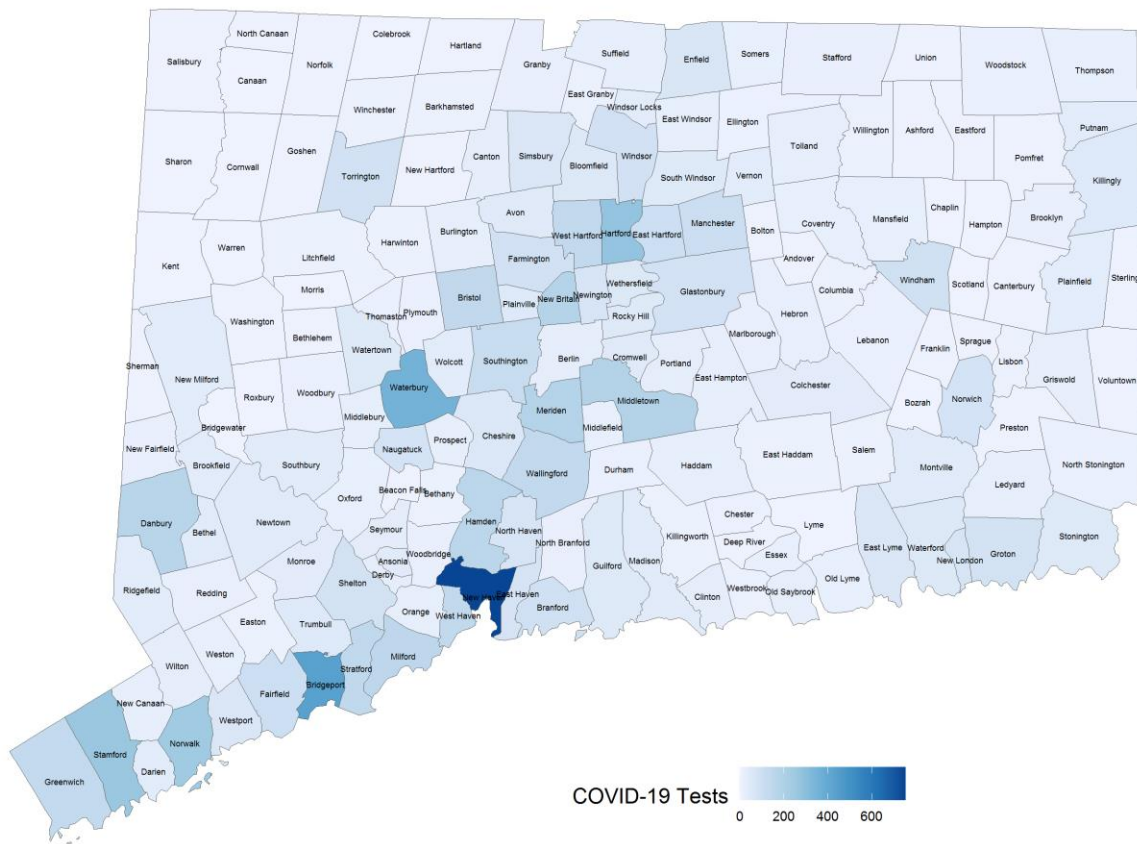 North Canaan
Colebrook
Hartland
Suffield
Enfield
Somers
Stafford
Union
Woodstock
Thompson
Salisbury
Norfolk
Granby
Canaan
East Granby
Winchester
Barkhamsted
Windsor Locks
East Windsor
Ellington
Willington
Ashford
Eastford
Putnam
Sharon
Cornwall
Goshen
Torrington
New Hartford
Canton
Simsbury
Bloomfield
Windsor
South Windsor
Vernon
Tolland
Pomfret
Killingly
Avon
Burlington
Harwinton
Litchfield
Warren
Kent
West Hartford
Hartford
East Hartford
Manchester
Bolton
Coventry
Mansfield
Chaplin
Hampton
Brooklyn
Farmington
Andover
Morris
Bristol
Plainville
New Britain
Newington
Wethersfield
Glastonbury
Columbia
Windham
Scotland
Canterbury
Plainfield
Sterling
Washington
Bethlehem
Thomaston
Plymouth
Rocky Hill
Hebron
Marlborough
Watertown
Wolcott
Southington
Berlin
Cromwell
Portland
East Hampton
Lebanon
Franklin
Sprague
Lisbon
Griswold
Voluntown
Sherman
New Milford
Roxbury
Woodbury
Waterbury
Colchester
Bozrah
Norwich
Preston
Bridgewater
Middlebury
Meriden
Middletown
Middlefield
New Fairfield
Brookfield
Southbury
Naugatuck
Prospect
Cheshire
Wallingford
Durham
Haddam
East Haddam
Salem
Montville
North Stonington
Ledyard
Oxford
Beacon Falls
Bethany
Danbury
Bethel
Newtown
Seymour
Hamden
North Haven
North Branford
Killingworth
Chester
Deep River
Essex
Lyme
East Lyme
Waterford
New London
Groton
Stonington
Monroe
Woodbridge
Ansonia
Derby
Shelton
Guilford
Madison
Clinton
Westbrook
Old Saybrook
Old Lyme
Ridgefield
Redding
Easton
Trumbull
Orange
West Haven
New Haven
East Haven
Branford
Wilton
Weston
Stratford
Milford
Fairfield
Bridgeport
New Canaan
Westport
Norwalk
Darien
Stamford
Greenwich
COVID-19 Tests
0 200 400 600